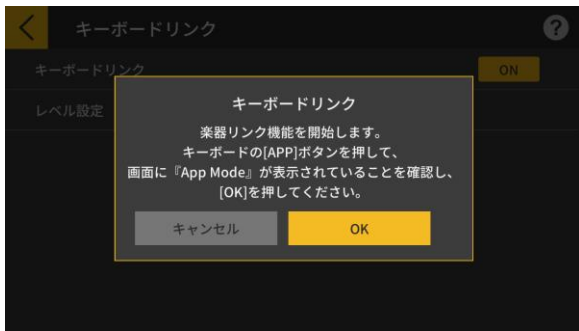 キーボードリンク
?
キーボードリンク
ON
レベル設定
キーボードリンク
楽器リンク機能を開始します。
キーボードの[APP]ボタンを押して、
画面に『App Mode』が表示されていることを確認し、
[OK]を押してください。
キャンセル
OK